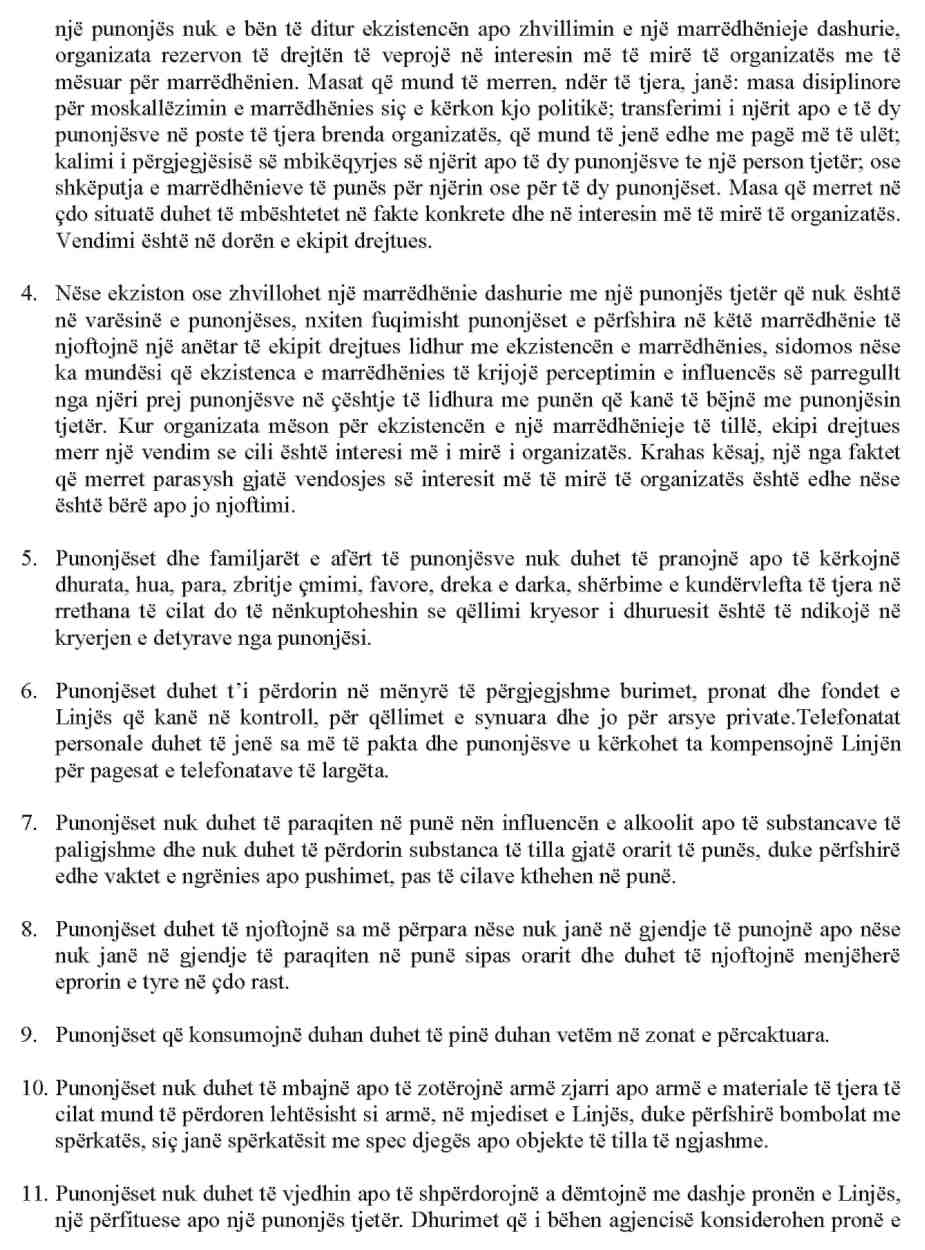 një punonjës nuk e bën të ditur ekzistencën apo zhvillimin e një marrëdhënieje dashurie,
organizata rezervon të drejtën të veprojë në interesin më të mirë të organizatës me të
mësuar për marrëdhënien. Masat që mund të merren, ndër të tjera, janë: masa disiplinore
për moskallëzimin e marrëdhënies siç e kërkon kjo politikë; transferimi i njërit apo e të dy
punonjësve në poste të tjera brenda organizatës, që mund të jenë edhe me pagë më të ulët;
kalimi i përgjegjësisë së mbikëqyrjes së njërit apo të dy punonjësve te një person tjetër; ose
shkëputja e marrëdhënieve të punës për njërin ose për të dy punonjëset. Masa që merret në
çdo situatë duhet të mbështetet në fakte konkrete dhe në interesin më të mirë të organizatës.
Vendimi është në dorën e ekipit drejtues.
4. Nëse ekziston ose zhvillohet një marrëdhënie dashurie me një punonjës tjetër që nuk është
në varësinë e punonjëses, nxiten fuqimisht punonjëset e përfshira në këtë marrëdhënie të
njoftojnë një anëtar të ekipit drejtues lidhur me ekzistencën e marrëdhënies, sidomos nëse
ka mundësi që ekzistenca e marrëdhënies të krijojë perceptimin e influencës së parregullt
nga njëri prej punonjësve në çështje të lidhura me punën që kanë të bëjnë me punonjësin
tjetër. Kur organizata mëson për ekzistencën e një marrëdhënieje të tillë, ekipi drejtues
merr një vendim se cili është interesi më i mirë i organizatës. Krahas kësaj, një nga faktet
që merret parasysh gjatë vendosjes së interesit më të mirë të organizatës është edhe nëse
është bërë apo jo njoftimi.
5. Punonjëset dhe familjarët e afërt të punonjësve nuk duhet të pranojnë apo të kërkojnë
dhurata, hua, para, zbritje çmimi, favore, dreka e darka, shërbime e kundërvlefta të tjera në
rrethana të cilat do të nënkuptoheshin se qëllimi kryesor i dhuruesit është të ndikojë në
kryerjen e detyrave nga punonjësi.
6. Punonjëset duhet t’i përdorin në mënyrë të përgjegjshme burimet, pronat dhe fondet e
Linjës që kanë në kontroll, për qëllimet e synuara dhe jo për arsye private.Telefonatat
personale duhet të jenë sa më të pakta dhe punonjësve u kërkohet ta kompensojnë Linjën
për pagesat e telefonatave të largëta.
7. Punonjëset nuk duhet të paraqiten në punë nën influencën e alkoolit apo të substancave të
paligjshme dhe nuk duhet të përdorin substanca të tilla gjatë orarit të punës, duke përfshirë
edhe vaktet e ngrënies apo pushimet, pas të cilave kthehen në punë.
8. Punonjëset duhet të njoftojnë sa më përpara nëse nuk janë në gjendje të punojnë apo nëse
nuk janë në gjendje të paraqiten në punë sipas orarit dhe duhet të njoftojnë menjëherë
eprorin e tyre në çdo rast.
9. Punonjëset që konsumojnë duhan duhet të pinë duhan vetëm në zonat e përcaktuara.
10. Punonjëset nuk duhet të mbajnë apo të zotërojnë armë zjarri apo armë e materiale të tjera të
cilat mund të përdoren lehtësisht si armë, në mjediset e Linjës, duke përfshirë bombolat me
spërkatës, siç janë spërkatësit me spec djegës apo objekte të tilla të ngjashme.
11. Punonjëset nuk duhet të vjedhin apo të shpërdorojnë a dëmtojnë me dashje pronën e Linjës,
një përfituese apo një punonjës tjetër. Dhurimet që i bëhen agjencisë konsiderohen pronë e